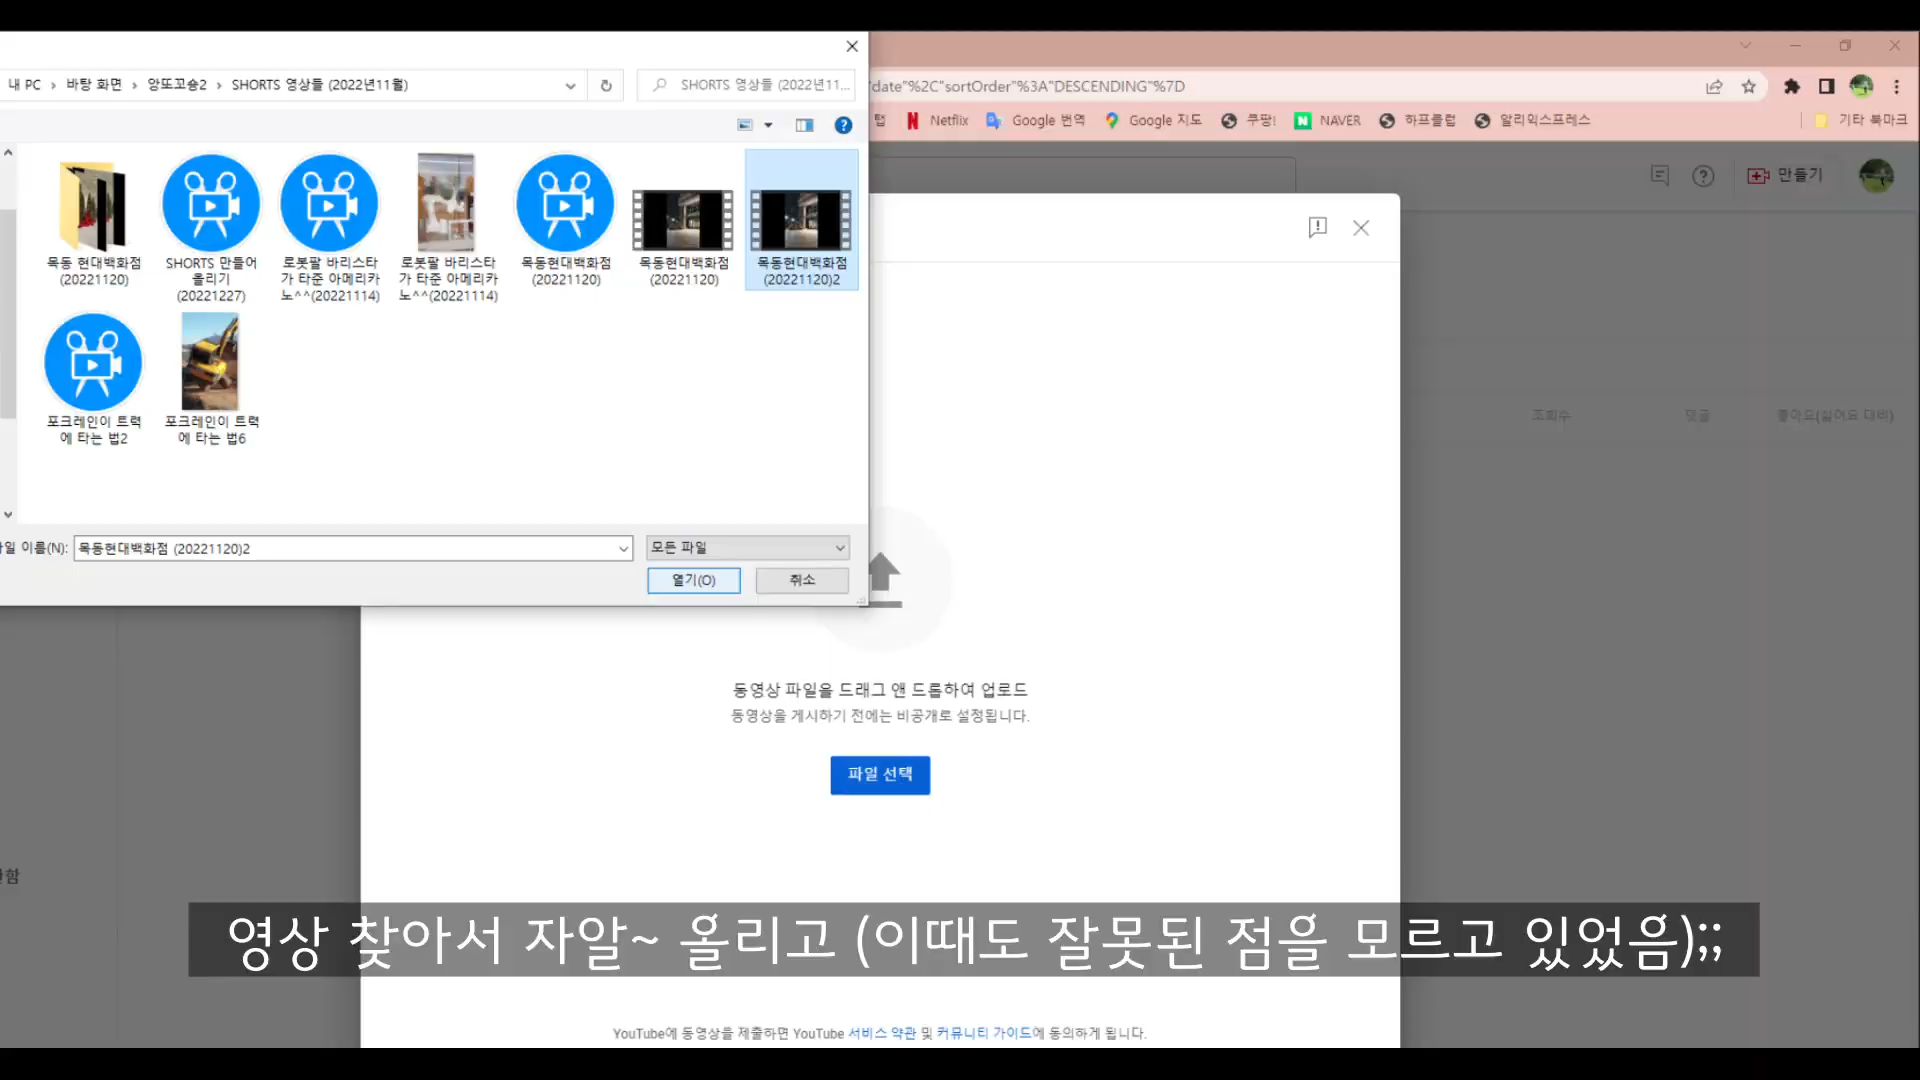 내 PC > 바탕 화면 > 앙또꼬숑2 > SHORTS 영상들 (2022년11월)
SHORTS 영상들 (2022년11...
date"%2C"sortOrder"%3A"DESCENDING"%7D
탭 Netflix Google 번역 Google 지도 쿠팡! NAVER 하프클럽 알리익스프레스 기타 북마크
만들기
목동 현대백화점
(20221120)
SHORTS 만들어
올리기
(20221227)
로봇팔 바리스타
가 타준 아메리카
노^^(20221114)
로봇팔 바리스타
가 타준 아메리카
노^^(20221114)
목동현대백화점
(20221120)
목동현대백화점
(20221120)
목동현대백화점
(20221120)2
포크레인이 트럭
에 타는 법2
포크레인이 트럭
에 타는 법6
조회수 댓글 좋아요(싫어요 대비)
일 이름(N): 목동현대백화점 (20221120)2 모든 파일
열기(O) 취소
동영상 파일을 드래그 앤 드롭하여 업로드
동영상을 게시하기 전에는 비공개로 설정됩니다.
파일 선택
영상 찾아서 자알~ 올리고 (이때도 잘못된 점을 모르고 있었음);;
YouTube에 동영상을 제출하면 YouTube 서비스 약관 및 커뮤니티 가이드에 동의하게 됩니다.